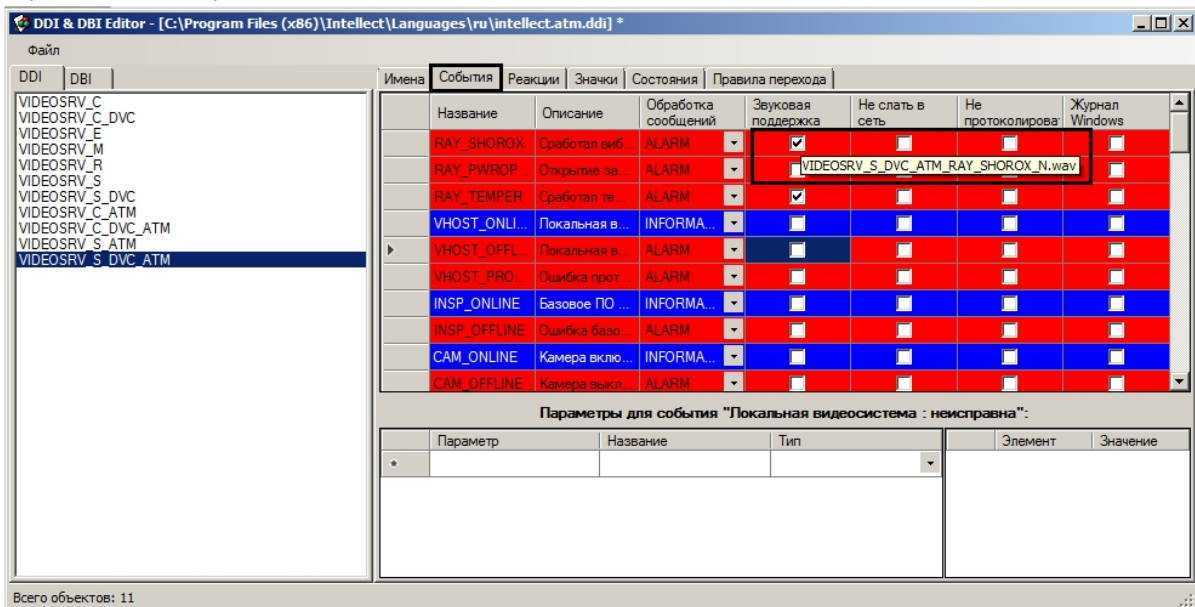 DDI & DBI Editor - [C:\Program Files (x86)\Intellect\Languages\ru\intellect.atm.ddi] *
Файл
DDI DBI
VIDEOSRV_C
VIDEOSRV_C_DVC
VIDEOSRV_E
VIDEOSRV_M
VIDEOSRV_R
VIDEOSRV_S
VIDEOSRV_S_DVC
VIDEOSRV_C_ATM
VIDEOSRV_C_DVC_ATM
VIDEOSRV_S_ATM
VIDEOSRV_S_DVC_ATM
Имена События Реакции Значки Состояния Правила перехода
Название Описание Обработка сообщений Звуковая поддержка Не слать в сеть Не протоколироват Журнал Windows
RAY_SHOROX Сработал виб... ALARM
VIDEOSRV_S_DVC_ATM_RAY_SHOROX_N.wav
RAY_PWROP... Открытие за... ALARM
RAY_TEMPER Сработал те... ALARM
VHOST_ONLI... Локальная в... INFORMA...
VHOST_OFFL... Локальная в... ALARM
VHOST_PRO... Ошибка прот... ALARM
INSP_ONLINE Базовое ПО ... INFORMA...
INSP_OFFLINE Ошибка базо... ALARM
CAM_ONLINE Камера вклю... INFORMA...
CAM_OFFLINE Камера выкл... ALARM
Параметры для события "Локальная видеосистема : неисправна":
Параметр Название Тип Элемент Значение
Всего объектов: 11